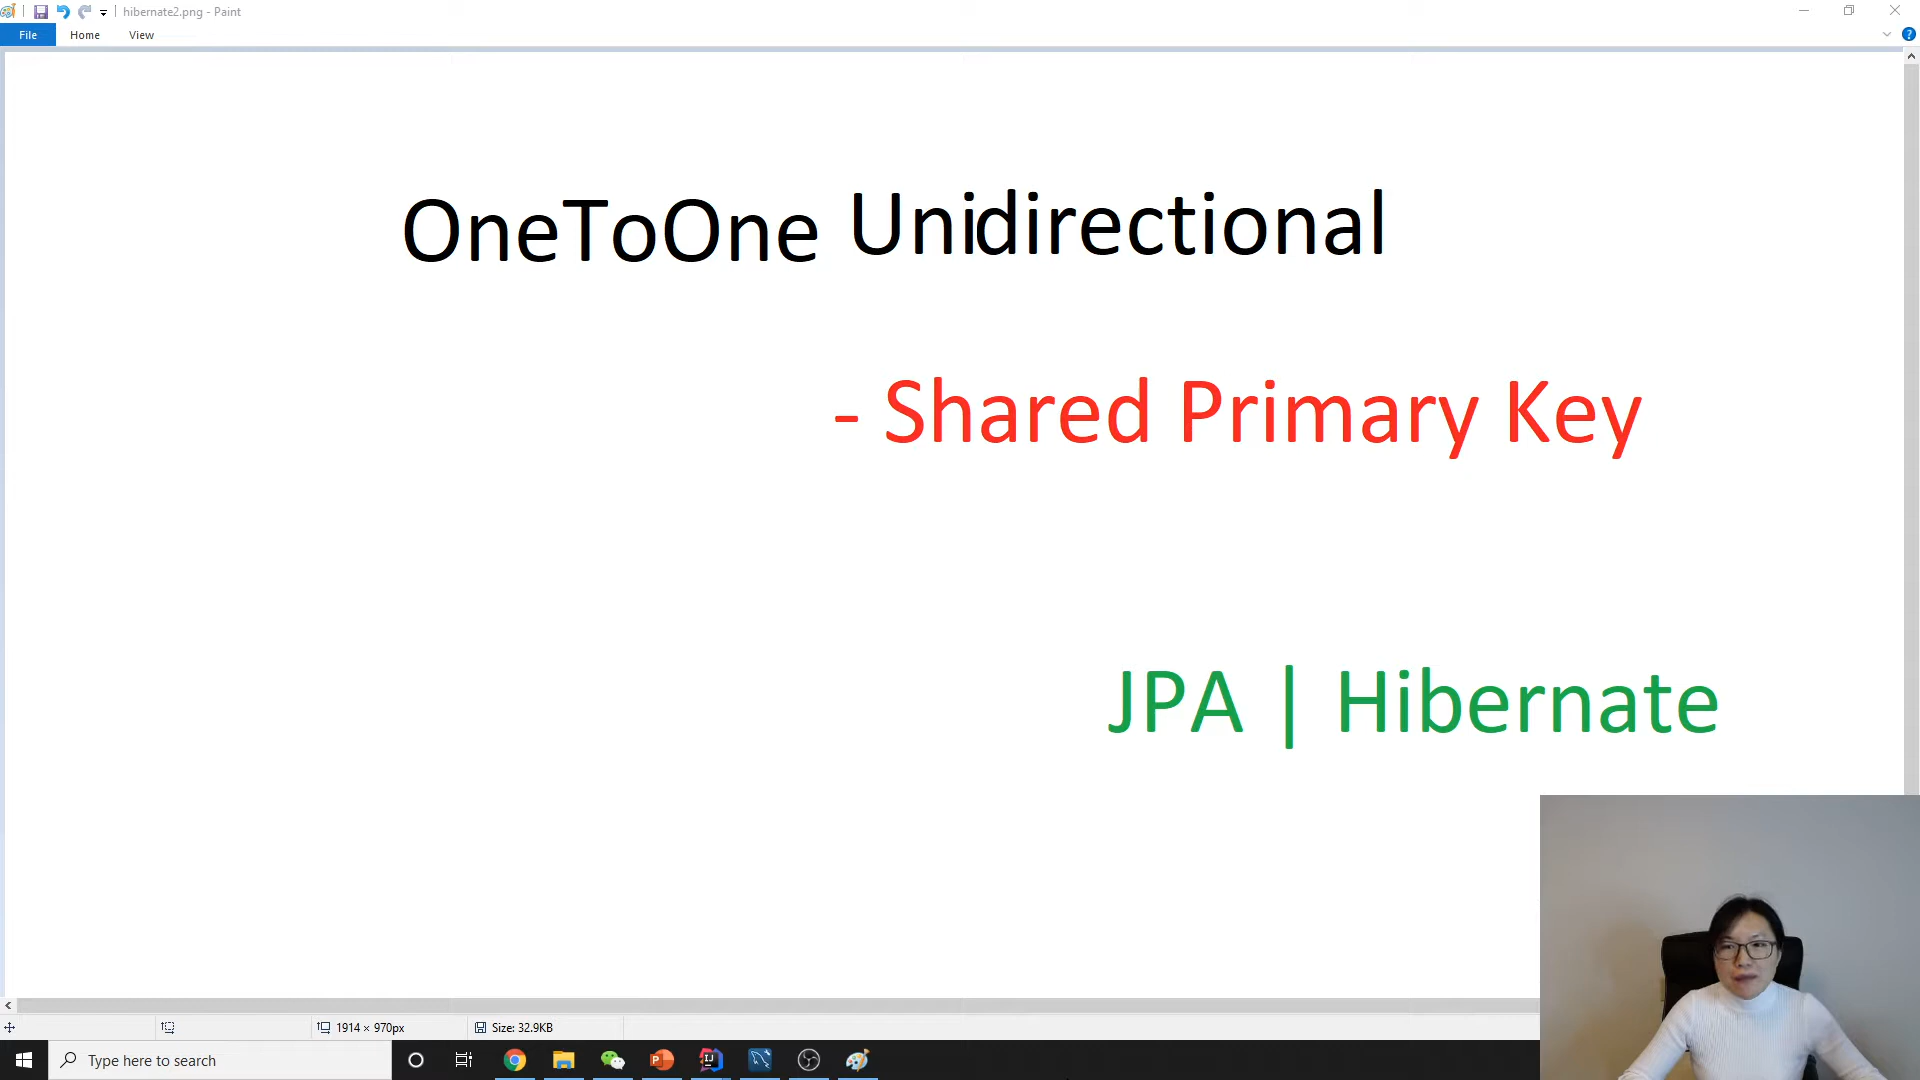 hibernate2.png - Paint
File Home View
OneToOne Unidirectional
- Shared Primary Key
JPA | Hibernate
1914 × 970px Size: 32.9KB
Type here to search